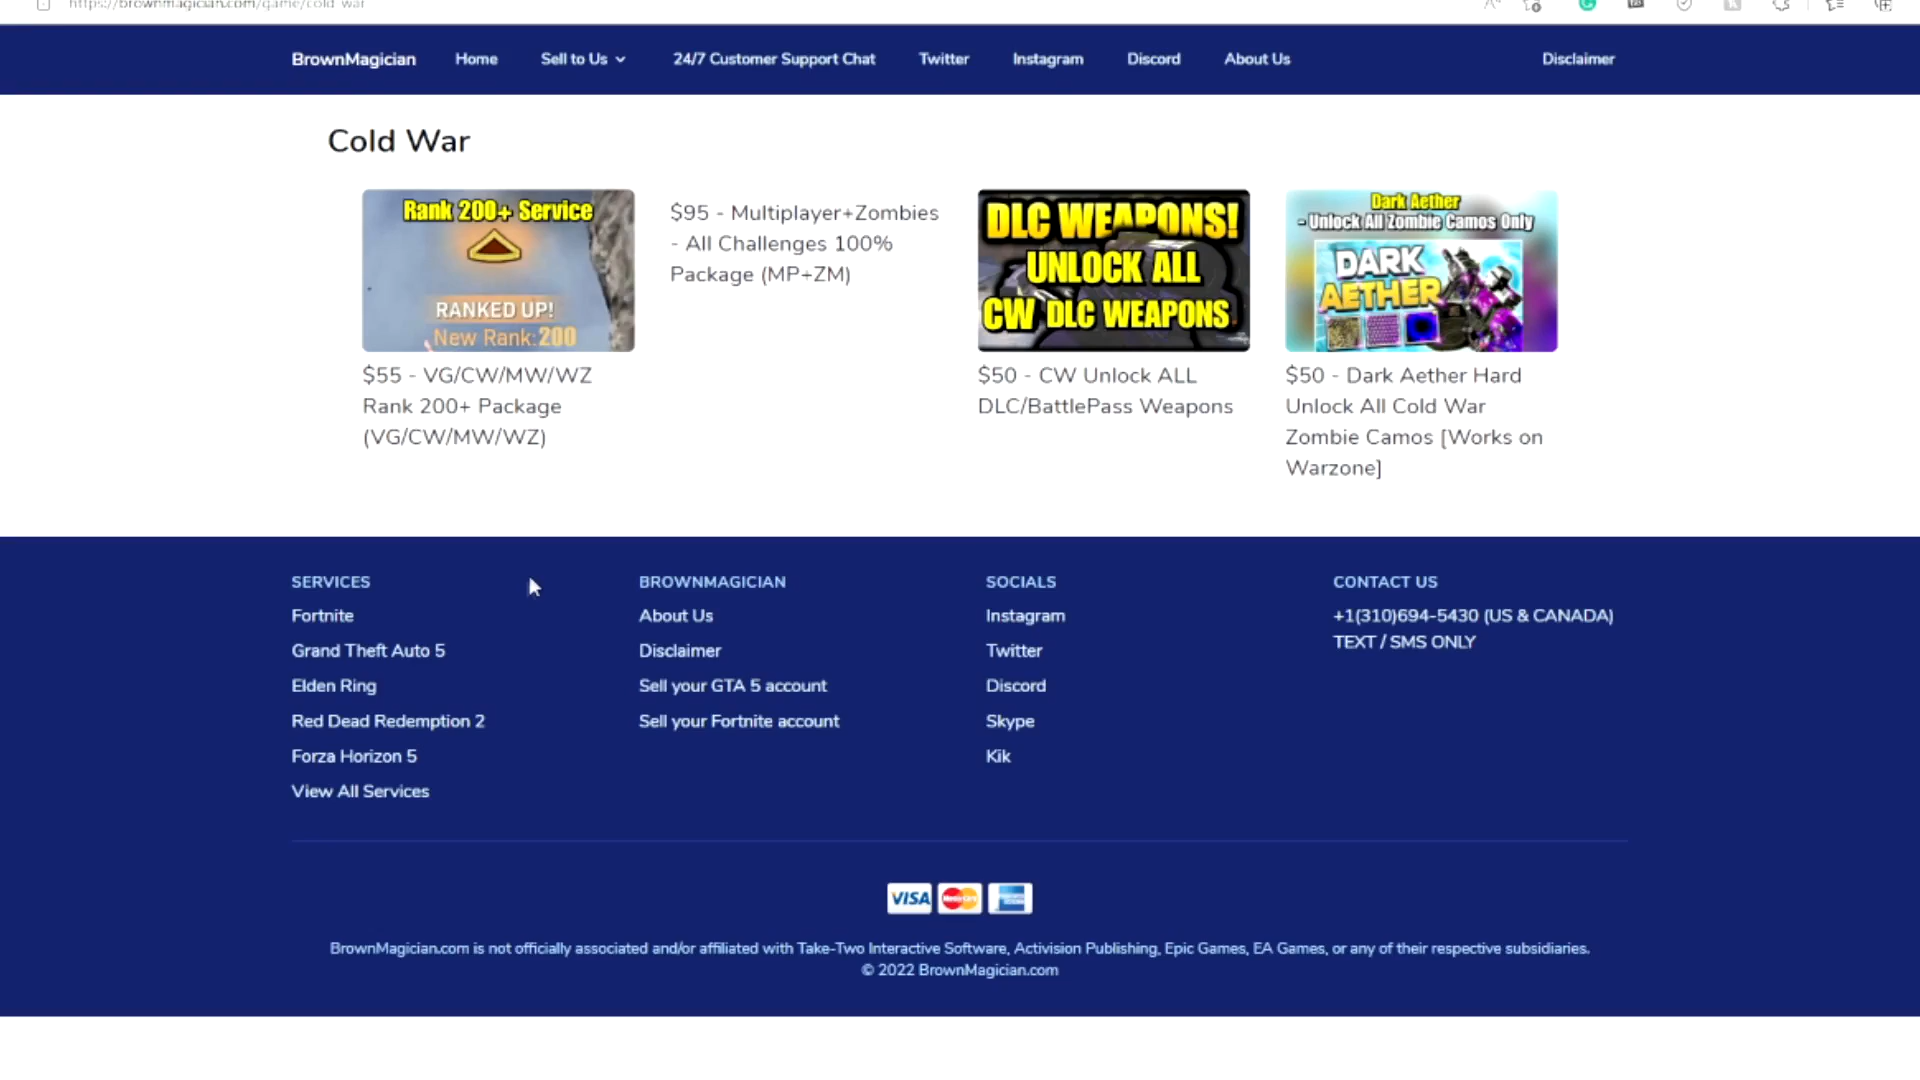 https://brownmagician.com/game/cold-war
BrownMagician Home Sell to Us 24/7 Customer Support Chat Twitter Instagram Discord About Us Disclaimer
Cold War
Rank 200+ Service
RANKED UP!
New Rank:200
$55 - VG/CW/MW/WZ
Rank 200+ Package
(VG/CW/MW/WZ)
$95 - Multiplayer+Zombies
- All Challenges 100%
Package (MP+ZM)
DLC WEAPONS!
UNLOCK ALL
CW DLC WEAPONS
$50 - CW Unlock ALL
DLC/BattlePass Weapons
Dark Aether
- Unlock All Zombie Camos Only
DARK
AETHER
$50 - Dark Aether Hard
Unlock All Cold War
Zombie Camos [Works on
Warzone]
SERVICES
Fortnite
Grand Theft Auto 5
Elden Ring
Red Dead Redemption 2
Forza Horizon 5
View All Services
BROWNMAGICIAN
About Us
Disclaimer
Sell your GTA 5 account
Sell your Fortnite account
SOCIALS
Instagram
Twitter
Discord
Skype
Kik
CONTACT US
+1(310)694-5430 (US & CANADA)
TEXT / SMS ONLY
VISA MasterCard
BrownMagician.com is not officially associated and/or affiliated with Take-Two Interactive Software, Activision Publishing, Epic Games, EA Games, or any of their respective subsidiaries.
© 2022 BrownMagician.com